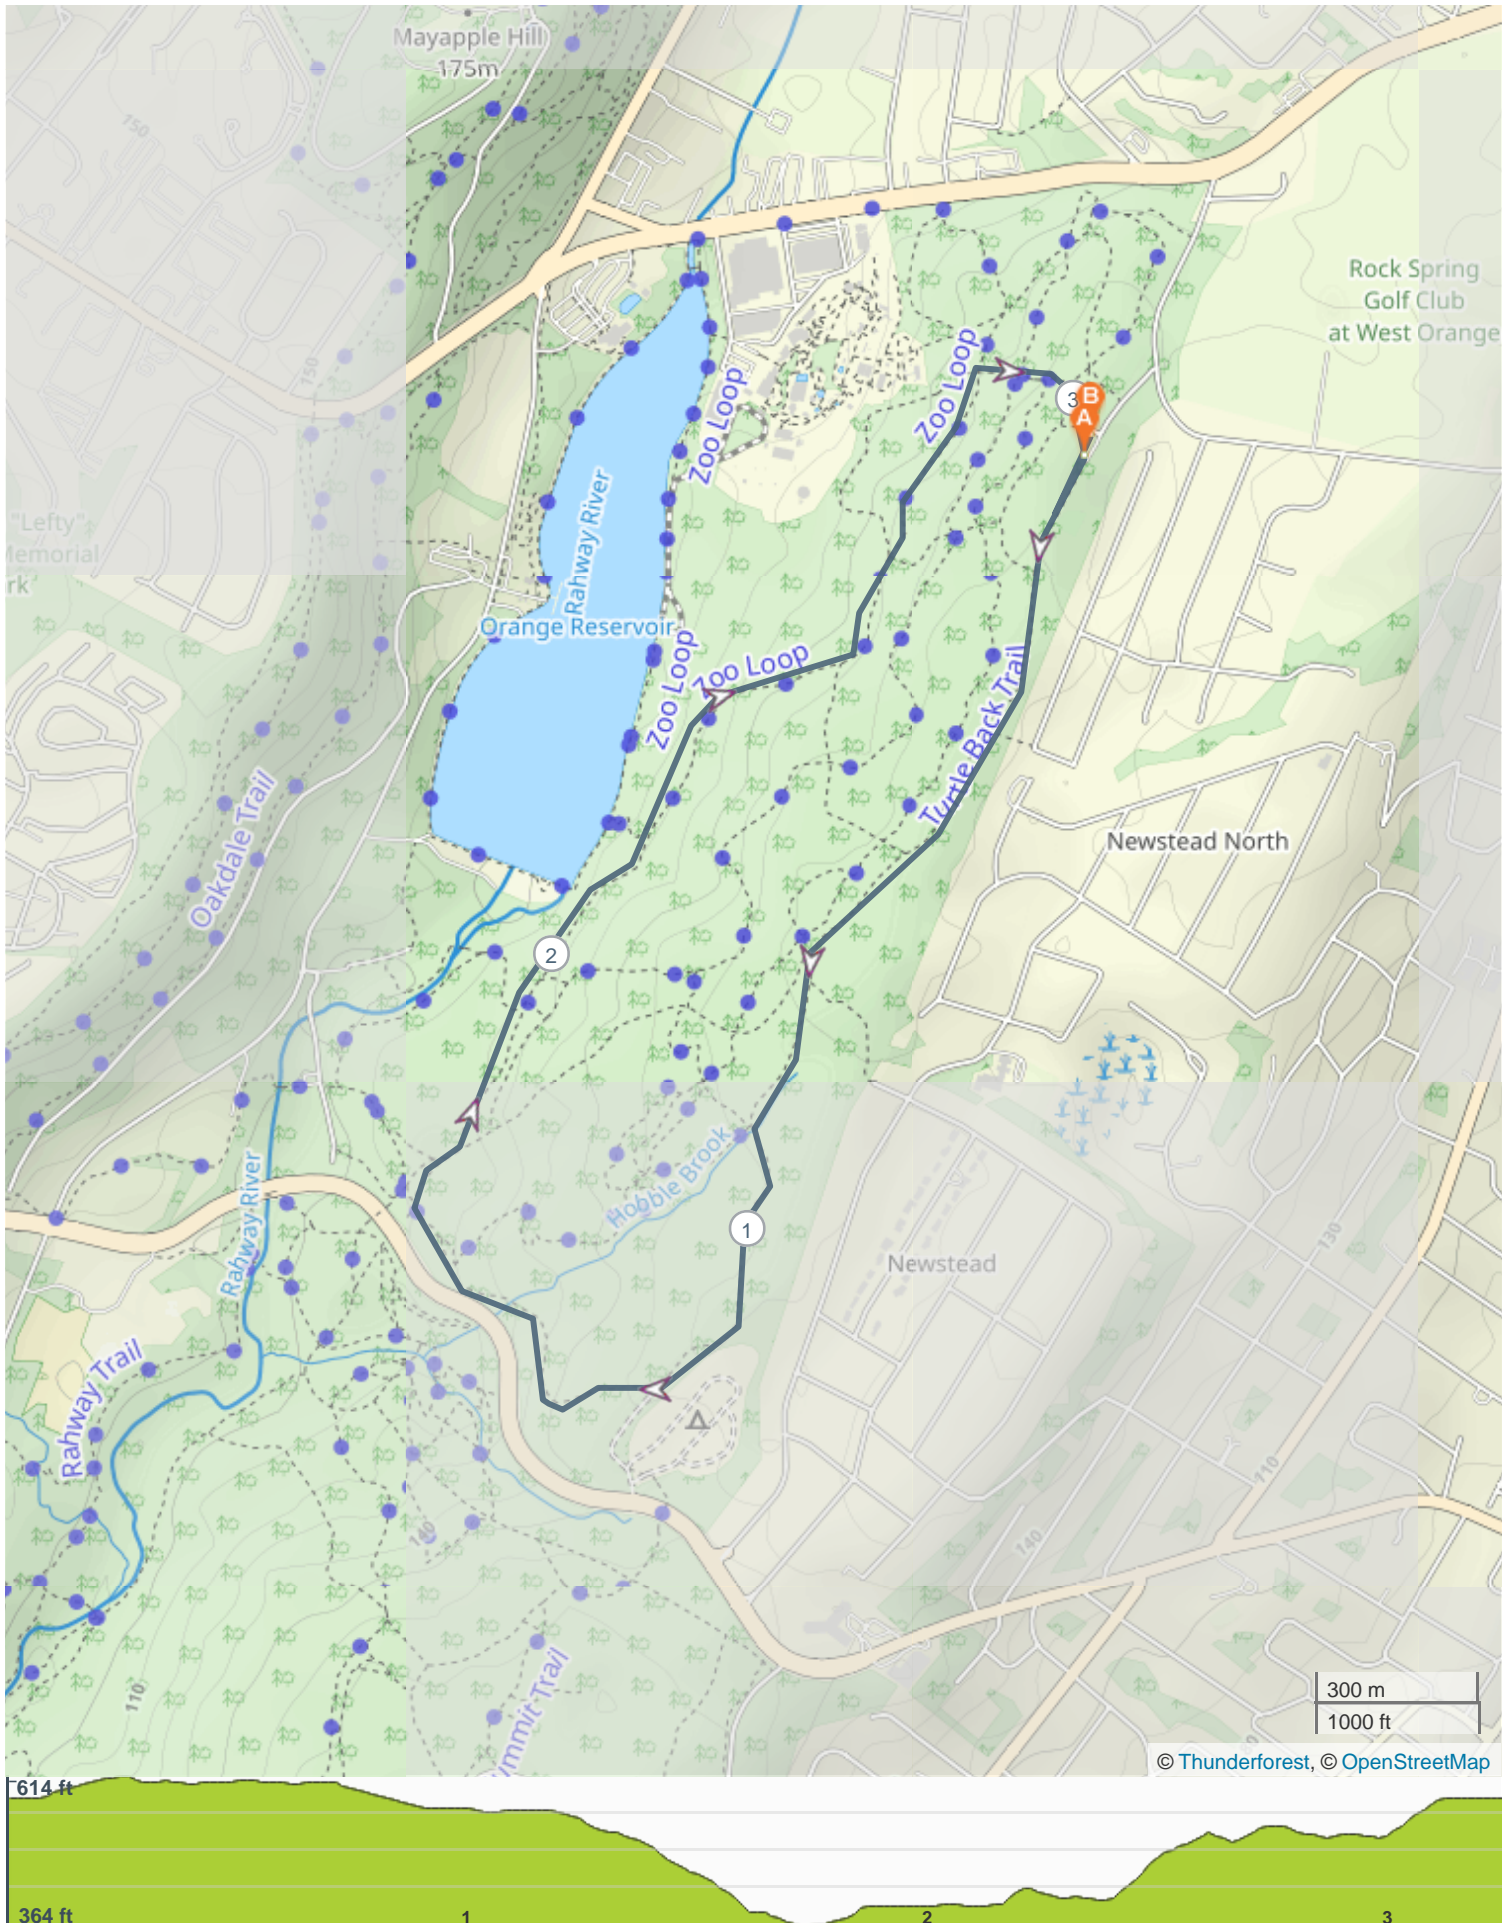 Mayapple Hill
175m
150
150
Rock Spring
Golf Club
at West Orange
Zoo Loop
Zoo Loop
3
B
A
"Lefty"
Memorial
rk
Rahway River
Orange Reservoir
Zoo Loop
Zoo Loop
Turtle Back Trail
Oakdale Trail
Newstead North
2
Hobble Brook
Rahway River
1
Newstead
130
Rahway Trail
110
140
140
110
ummit Trail
300 m
1000 ft
© Thunderforest, © OpenStreetMap
614 ft
364 ft
1
2
3